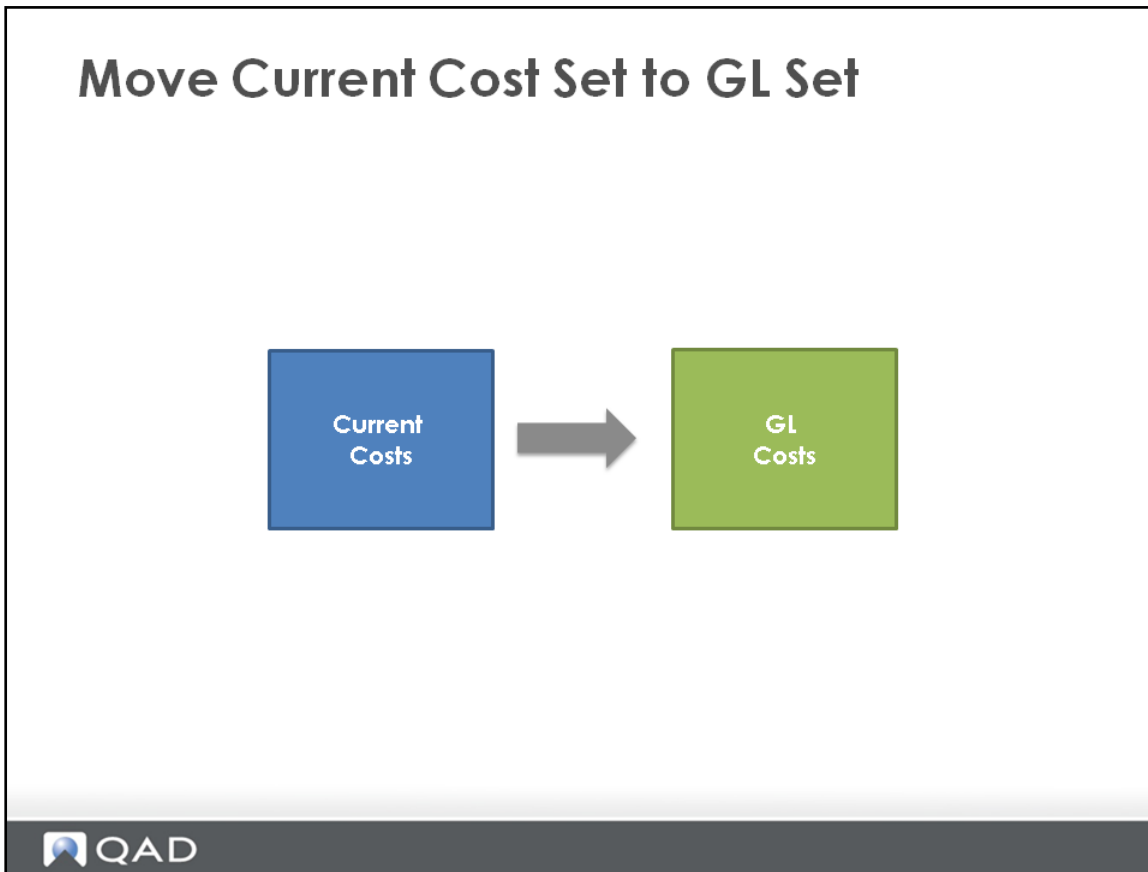 Move Current Cost Set to GL Set
Current
Costs
GL
Costs
QAD